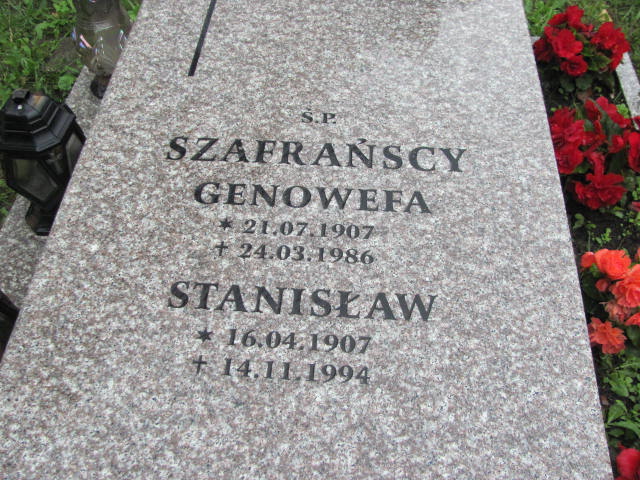 Ś.P.
SZAFRAŃSCY
GENOWEFA
* 21.07.1907
✝ 24.03.1986
STANISŁAW
* 16.04.1907
✝ 14.11.1994